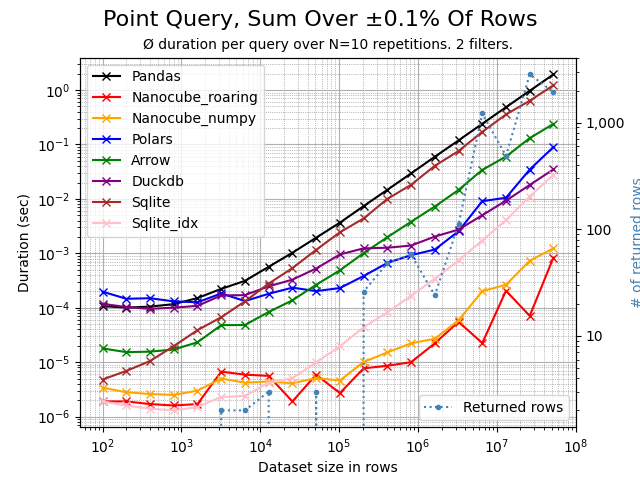 Point Query, Sum Over ±0.1% Of Rows
Ø duration per query over N=10 repetitions. 2 filters.
Pandas
Nanocube_roaring
Nanocube_numpy
Polars
Arrow
Duckdb
Sqlite
Sqlite_idx
Returned rows
Duration (sec)
10⁰
10⁻¹
10⁻²
10⁻³
10⁻⁴
10⁻⁵
10⁻⁶
1,000
100
10
# of returned rows
10² 10³ 10⁴ 10⁵ 10⁶ 10⁷ 10⁸
Dataset size in rows